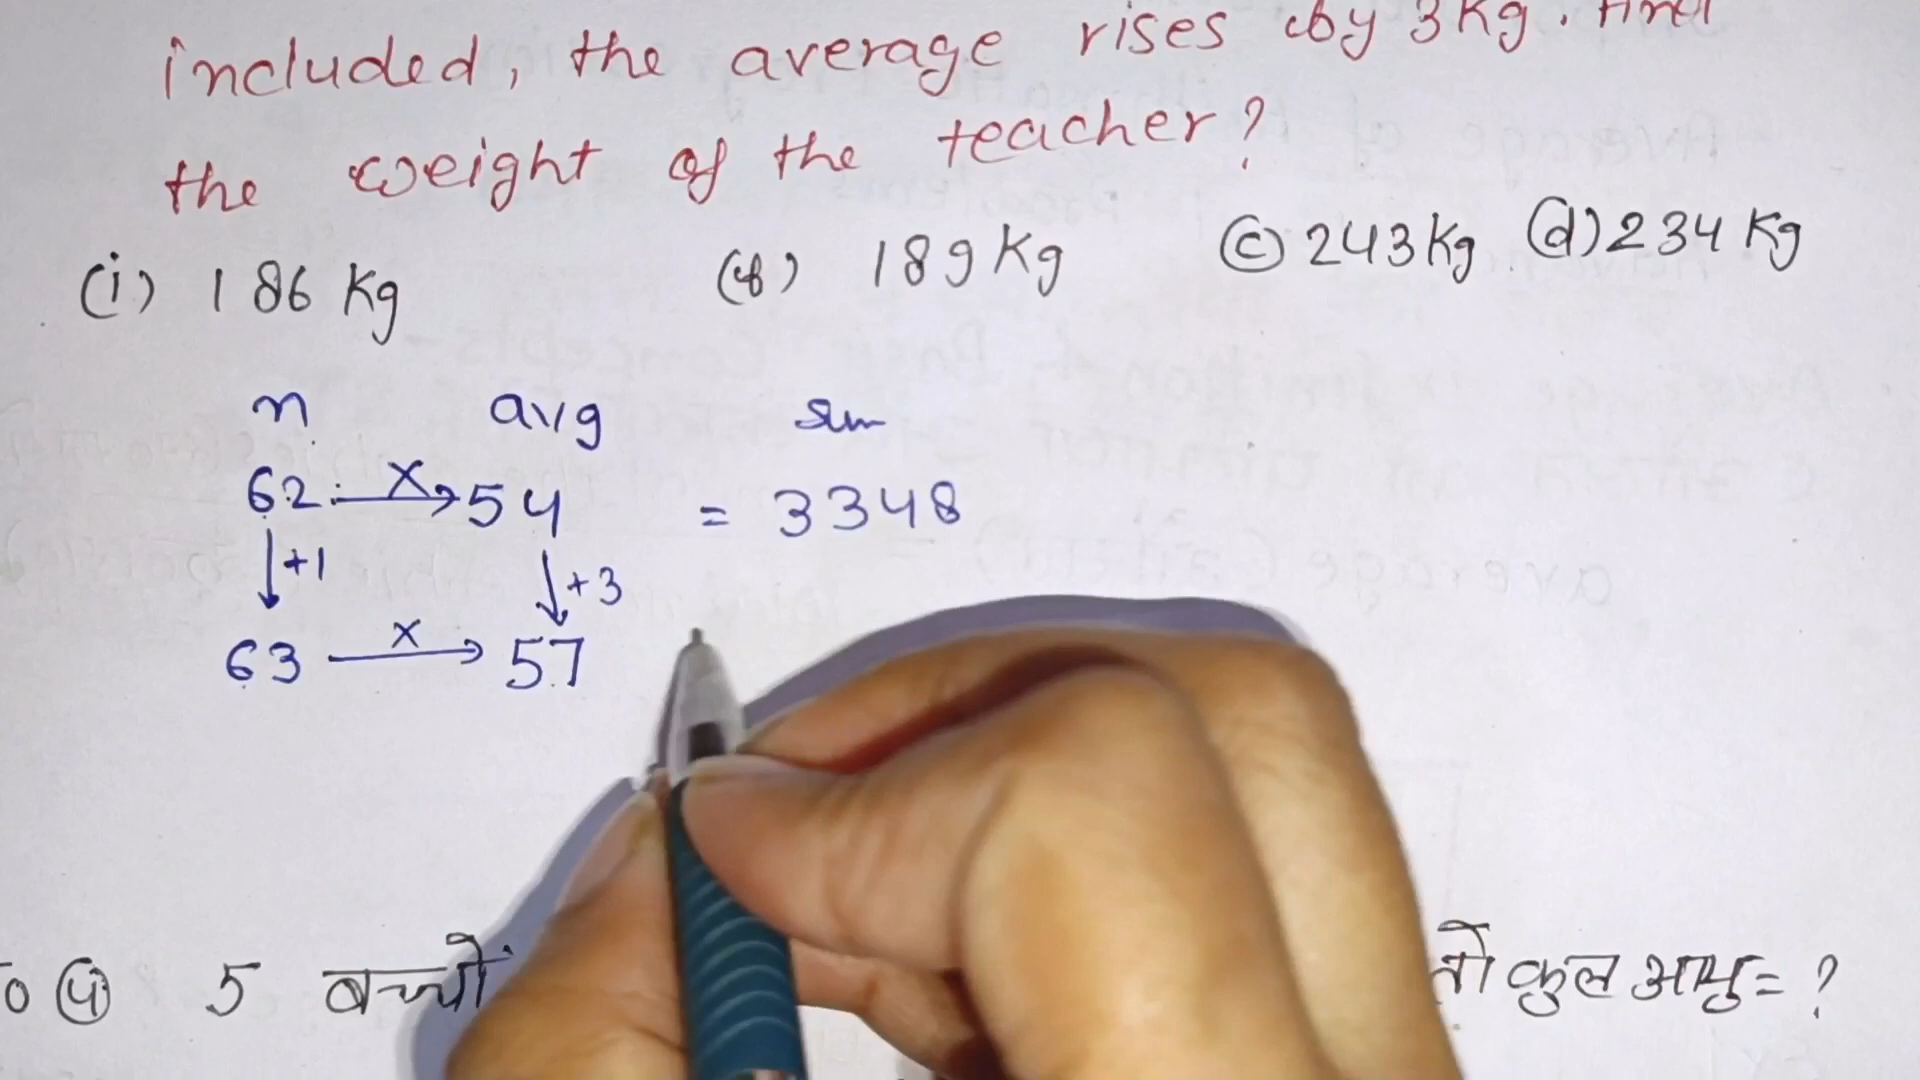 included, the average rises by 3Kg. find
the weight of the teacher?
(i) 186 Kg (b) 189 Kg (c) 243 Kg (d) 234 Kg
n avg sum
62 × 54 = 3348
+1 +3
63 × 57
(4) 5 बच्चों तो कुल आयु = ?